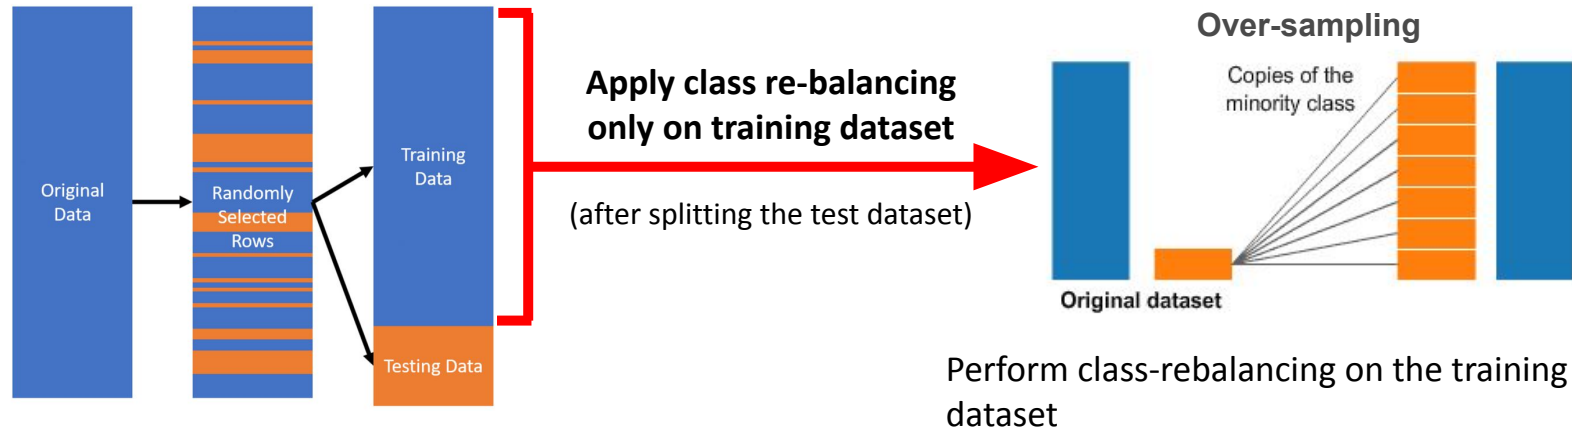 Original
Data
Randomly
Selected
Rows
Training
Data
Testing Data
Apply class re-balancing
only on training dataset
(after splitting the test dataset)
Over-sampling
Copies of the
minority class
Original dataset
Perform class-rebalancing on the training
dataset